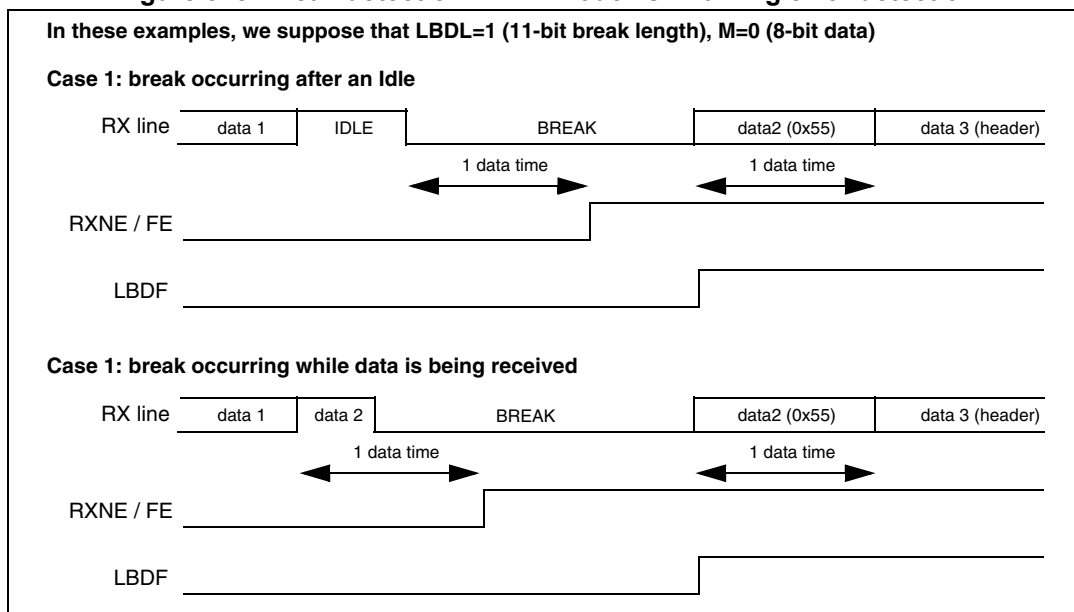 In these examples, we suppose that LBDL=1 (11-bit break length), M=0 (8-bit data)
Case 1: break occurring after an Idle
RX line data 1 IDLE BREAK data2 (0x55) data 3 (header)
1 data time 1 data time
RXNE / FE
LBDF
Case 1: break occurring while data is being received
RX line data 1 data 2 BREAK data2 (0x55) data 3 (header)
1 data time 1 data time
RXNE / FE
LBDF